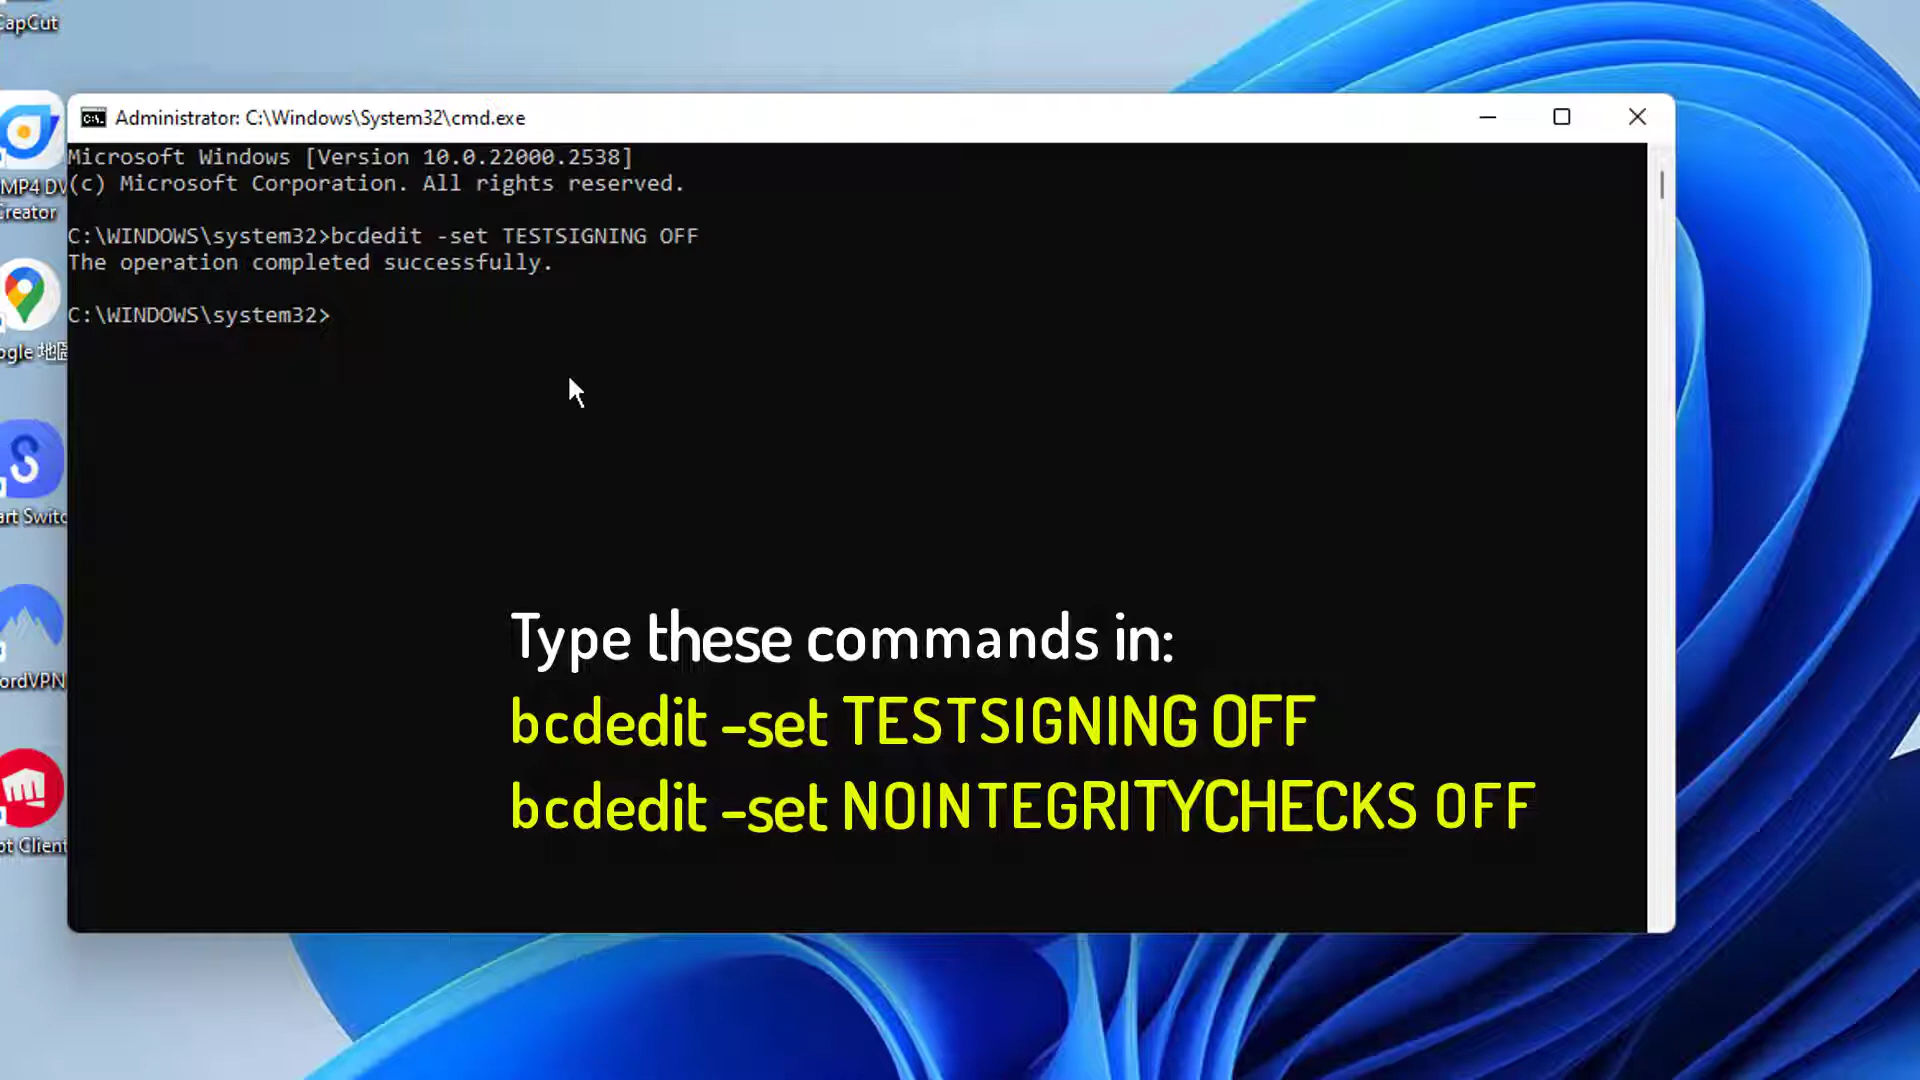 CapCut
Administrator: C:\Windows\System32\cmd.exe
Microsoft Windows [Version 10.0.22000.2538]
(c) Microsoft Corporation. All rights reserved.
C:\WINDOWS\system32>bcdedit -set TESTSIGNING OFF
The operation completed successfully.
C:\WINDOWS\system32>
MP4 DV
Creator
ogle 地圖
art Switc
ordVPN
ot Client
Type these commands in:
bcdedit -set TESTSIGNING OFF
bcdedit -set NOINTEGRITYCHECKS OFF